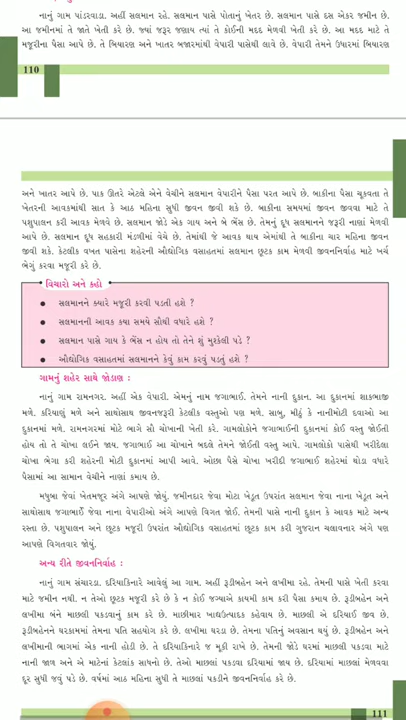 નાનું ગામ પાંડરવાડા. અહીં સલમાન રહે. સલમાન પાસે પોતાનું ખેતર છે. સલમાન પાસે દસ એકર જમીન છે.
આ જમીનમાં તે જાતે ખેતી કરે છે. જ્યાં જરૂર જણાય ત્યાં તે કોઈની મદદ મેળવી ખેતી કરે છે. આ મદદ માટે તે
મજૂરીના પૈસા આપે છે. તે બિયારણ અને ખાતર બજારમાંથી વેપારી પાસેથી લાવે છે. વેપારી તેમને ઉધારમાં બિયારણ
110
અને ખાતર આપે છે. પાક ઊતરે એટલે એને વેચીને સલમાન વેપારીને પૈસા પરત આપે છે. બાકીના પૈસા ચૂકવતા તે
ખેતરની આવકમાંથી સાત કે આઠ મહિના સુધી જીવન જીવી શકે છે. બાકીના સમયમાં જીવન જીવવા માટે તે
પશુપાલન કરી આવક મેળવે છે. સલમાન જોડે એક ગાય અને બે ભેંસ છે. તેમનું દૂધ સલમાનને જરૂરી નાણાં મેળવી
આપે છે. સલમાન દૂધ સહકારી મંડળીમાં વેચે છે. તેમાંથી જે આવક થાય એમાંથી તે બાકીના ચાર મહિના જીવન
જીવી શકે. કેટલીક વખત પાસેના શહેરની ઔદ્યોગિક વસાહતમાં સલમાન છૂટક કામ મેળવી જીવનનિર્વાહ માટે ખર્ચ
ભેગું કરવા મજૂરી કરે છે.
વિચારો અને કહો
● સલમાનને ક્યારે મજૂરી કરવી પડતી હશે ?
● સલમાનની આવક કયા સમયે સૌથી વધારે હશે ?
● સલમાન પાસે ગાય કે ભેંસ ન હોય તો તેને શું મુશ્કેલી પડે ?
● ઔદ્યોગિક વસાહતમાં સલમાનને કેવું કામ કરવું પડતું હશે ?
ગામનું શહેર સાથે જોડાણ :
નાનું ગામ રામનગર. અહીં એક વેપારી. એમનું નામ જગાભાઈ. તેમને નાની દુકાન. આ દુકાનમાં શાકભાજી
મળે. કરિયાણું મળે અને સાથોસાથ જીવનજરૂરી કેટલીક વસ્તુઓ પણ મળે. સાબુ, મીઠું કે નાનીમોટી દવાઓ આ
દુકાનમાં મળે. રામનગરમાં મોટે ભાગે સૌ ચોખાની ખેતી કરે. ગામલોકોને જગાભાઈની દુકાનમાં કોઈ વસ્તુ જોઈતી
હોય તો તે ચોખા લઈને જાય. જગાભાઈ આ ચોખાને બદલે તેમને જોઈતી વસ્તુ આપે. ગામલોકો પાસેથી ખરીદેલા
ચોખા ભેગા કરી શહેરની મોટી દુકાનમાં આપી આવે. ઓછા પૈસે ચોખા ખરીદી જગાભાઈ શહેરમાં થોડા વધારે
પૈસામાં આ સામાન વેચીને નાણાં કમાય છે.
મધુબા જેવાં ખેતમજૂર અંગે આપણે જોયું. જમીનદાર જેવા મોટા ખેડૂત ઉપરાંત સલમાન જેવા નાના ખેડૂત અને
સાથોસાથ જગાભાઈ જેવા નાના વેપારીઓ અંગે આપણે વિગત જોઈ. તેમની પાસે નાની દુકાન કે આવક માટે અન્ય
રસ્તા છે. પશુપાલન અને છૂટક મજૂરી ઉપરાંત ઔદ્યોગિક વસાહતમાં છૂટક કામ કરી ગુજરાન ચલાવનાર અંગે પણ
આપણે વિગતવાર જોયું.
અન્ય રીતે જીવનનિર્વાહ :
નાનું ગામ સંચારડા. દરિયાકિનારે આવેલું આ ગામ. અહીં રૂડીબહેન અને લખીમા રહે. તેમની પાસે ખેતી કરવા
માટે જમીન નથી. ન તેઓ છૂટક મજૂરી કરે છે કે ન કોઈ જગ્યાએ કાયમી કામ કરી પૈસા કમાય છે. રૂડીબહેન અને
લખીમા બંને માછલી પકડવાનું કામ કરે છે. માછીમાર ખાદ્યઉત્પાદક કહેવાય છે. માછલી એ દરિયાઈ જીવ છે.
રૂડીબહેનને ઘરકામમાં તેમના પતિ સહયોગ કરે છે. લખીમા ઘરડા છે. તેમના પતિનું અવસાન થયું છે. રૂડીબહેન અને
લખીમાની ભાગમાં એક નાની હોડી છે. તે દરિયાકિનારે જ મૂકી રાખે છે. તેમની જોડે ઘરમાં માછલી પકડવા માટે
નાની જાળ અને એ માટેનાં કેટલાંક સાધનો છે. તેઓ માછલાં પકડવા દરિયામાં જાય છે. દરિયામાં માછલાં મેળવવા
દૂર સુધી જવું પડે છે. વર્ષમાં આઠ મહિના સુધી તે માછલાં પકડીને જીવનનિર્વાહ કરે છે.
111